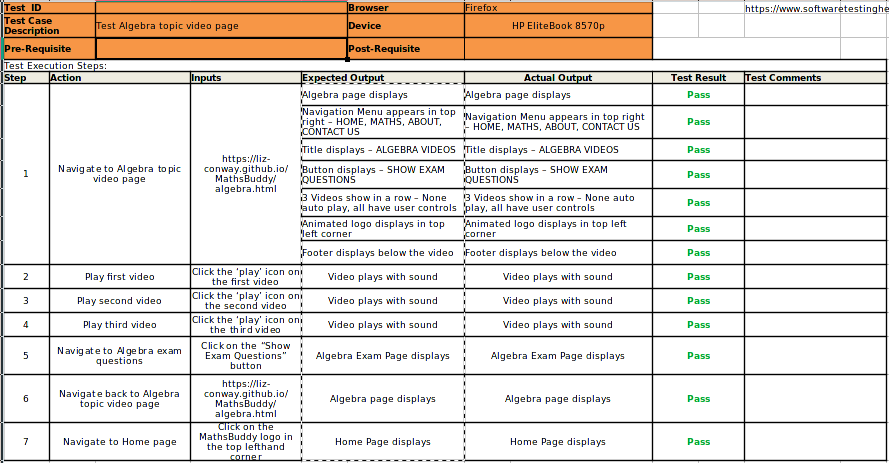 Test ID Browser Firefox https://www.softwaretestinghe
Test Case Description Test Algebra topic video page Device HP EliteBook 8570p
Pre-Requisite Post-Requisite
Test Execution Steps:
Step Action Inputs Expected Output Actual Output Test Result Test Comments
1
Navigate to Algebra topic
video page
https://liz-
conway.github.io/
MathsBuddy/
algebra.html
Algebra page displays Algebra page displays Pass
Navigation Menu appears in top
right – HOME, MATHS, ABOUT,
CONTACT US
Navigation Menu appears in top right
– HOME, MATHS, ABOUT, CONTACT US
Pass
Title displays – ALGEBRA VIDEOS Title displays – ALGEBRA VIDEOS Pass
Button displays – SHOW EXAM
QUESTIONS
Button displays – SHOW EXAM
QUESTIONS
Pass
3 Videos show in a row – None
auto play, all have user controls
3 Videos show in a row – None
auto play, all have user controls
Pass
Animated logo displays in top
left corner
Animated logo displays in top left
corner
Pass
Footer displays below the video Footer displays below the video Pass
2 Play first video
Click the ‘play’ icon on
the first video
Video plays with sound Video plays with sound Pass
3 Play second video
Click the ‘play’ icon on
the second video
Video plays with sound Video plays with sound Pass
4 Play third video
Click the ‘play’ icon on
the third video
Video plays with sound Video plays with sound Pass
5
Navigate to Algebra exam
questions
Click on the “Show
Exam Questions”
button
Algebra Exam Page displays Algebra Exam Page displays Pass
6
Navigate back to Algebra
topic video page
https://liz-
conway.github.io/
MathsBuddy/
algebra.html
Algebra page displays Algebra page displays Pass
7 Navigate to Home page
Click on the
MathsBuddy logo in
the top lefthand
corner
Home Page displays Home Page displays Pass